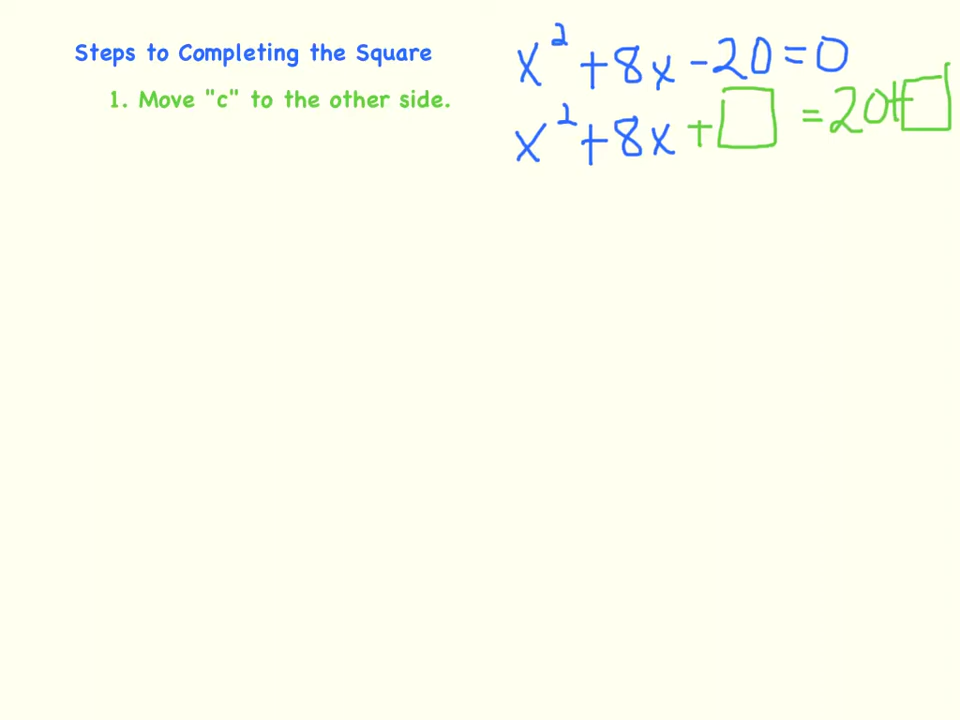 Steps to Completing the Square
x² + 8x - 20 = 0
1. Move "c" to the other side.
x² + 8x + □ = 20 + □